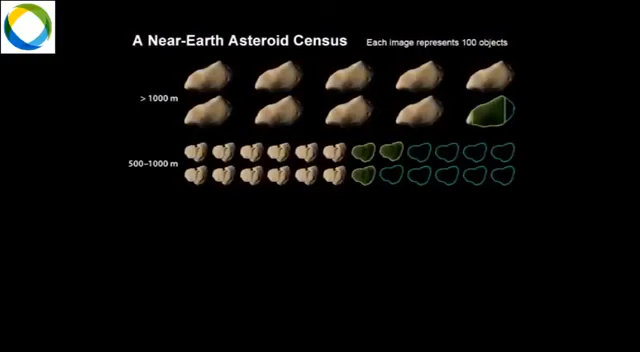 A Near-Earth Asteroid Census Each image represents 100 objects
> 1000 m
500–1000 m